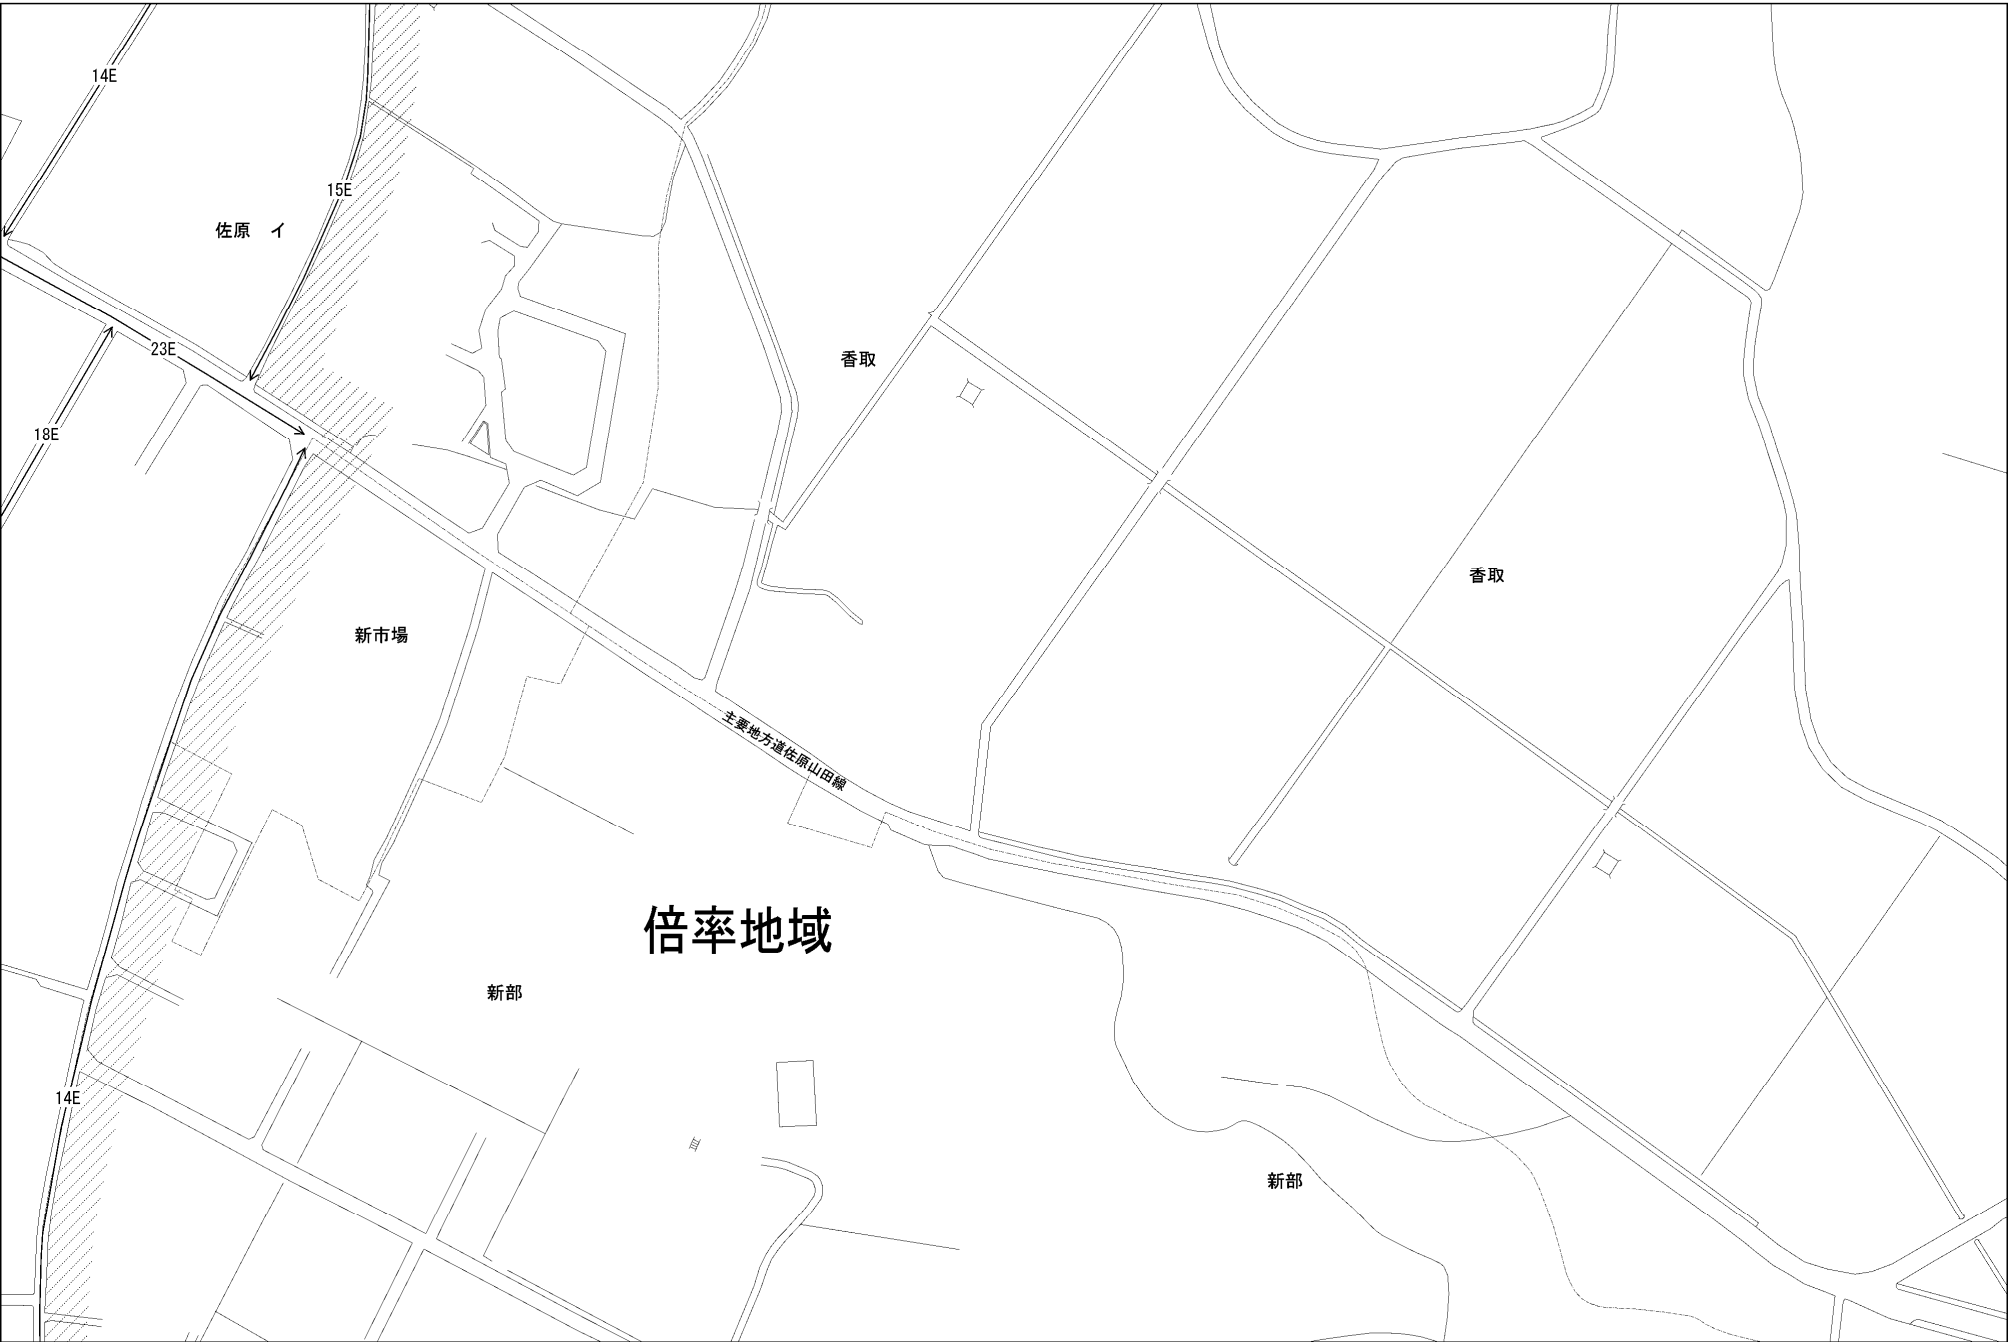 14E
15E
佐原　イ
23E
香取
18E
香取
新市場
主要地方道佐原山田線
倍率地域
新部
14E
新部